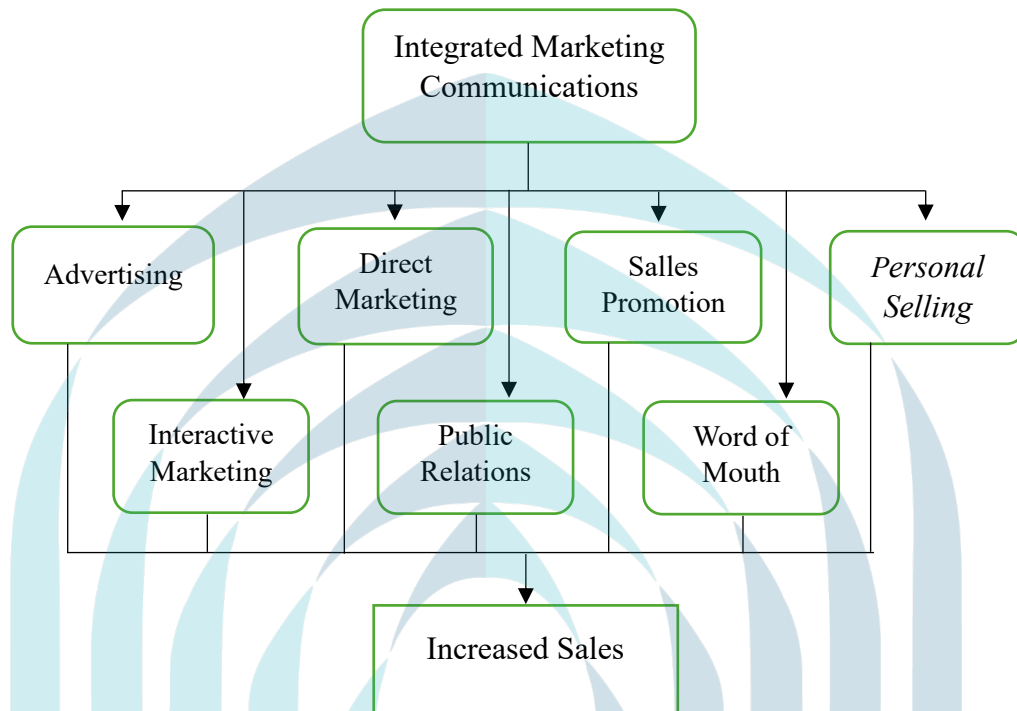 Integrated Marketing
Communications
Advertising
Direct
Marketing
Salles
Promotion
Personal
Selling
Interactive
Marketing
Public
Relations
Word of
Mouth
Increased Sales